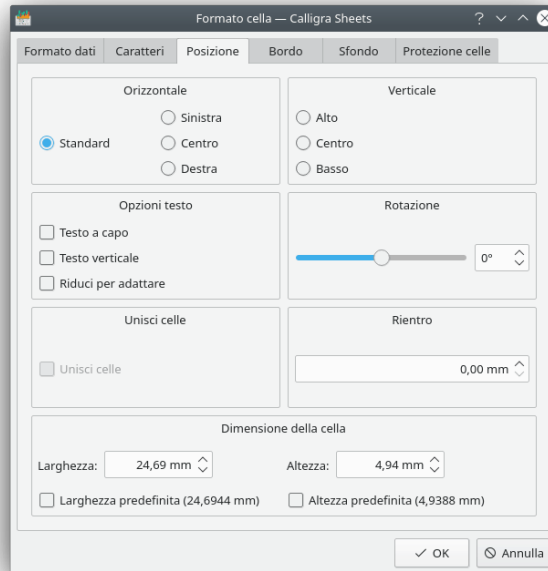 Formato cella — Calligra Sheets
Formato dati Caratteri Posizione Bordo Sfondo Protezione celle
Orizzontale
Standard
Sinistra
Centro
Destra
Verticale
Alto
Centro
Basso
Opzioni testo
Testo a capo
Testo verticale
Riduci per adattare
Rotazione
0°
Unisci celle
Unisci celle
Rientro
0,00 mm
Dimensione della cella
Larghezza: 24,69 mm Altezza: 4,94 mm
Larghezza predefinita (24,6944 mm) Altezza predefinita (4,9388 mm)
OK Annulla